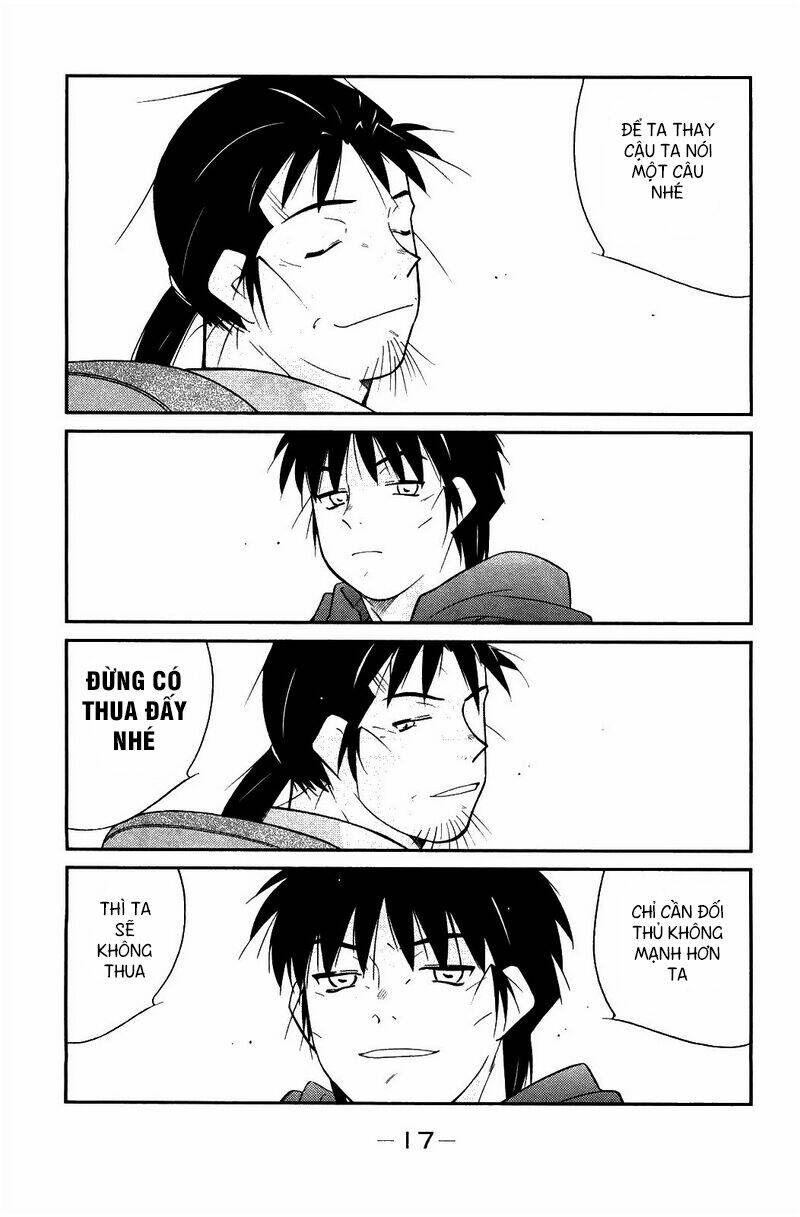 ĐỂ TA THAY
CẬU TA NÓI
MỘT CÂU
NHÉ
ĐỪNG CÓ
THUA ĐẤY
NHÉ
CHỈ CẦN ĐỐI
THỦ KHÔNG
MẠNH HƠN
TA
THÌ TA
SẼ
KHÔNG
THUA
—17—